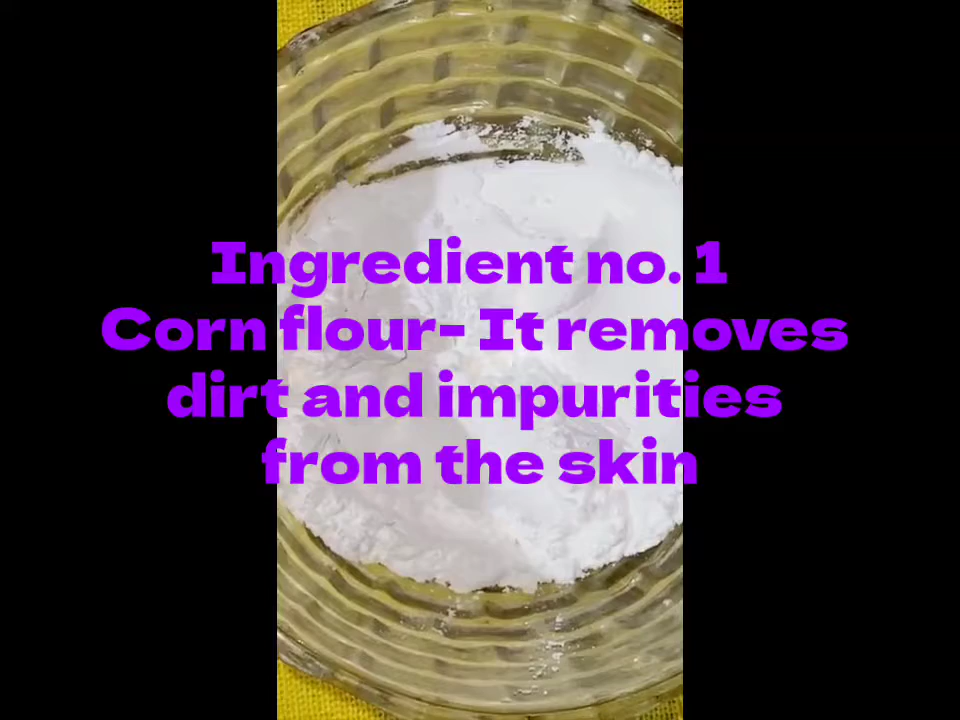 Ingredient no. 1
Corn flour- It removes
dirt and impurities
from the skin